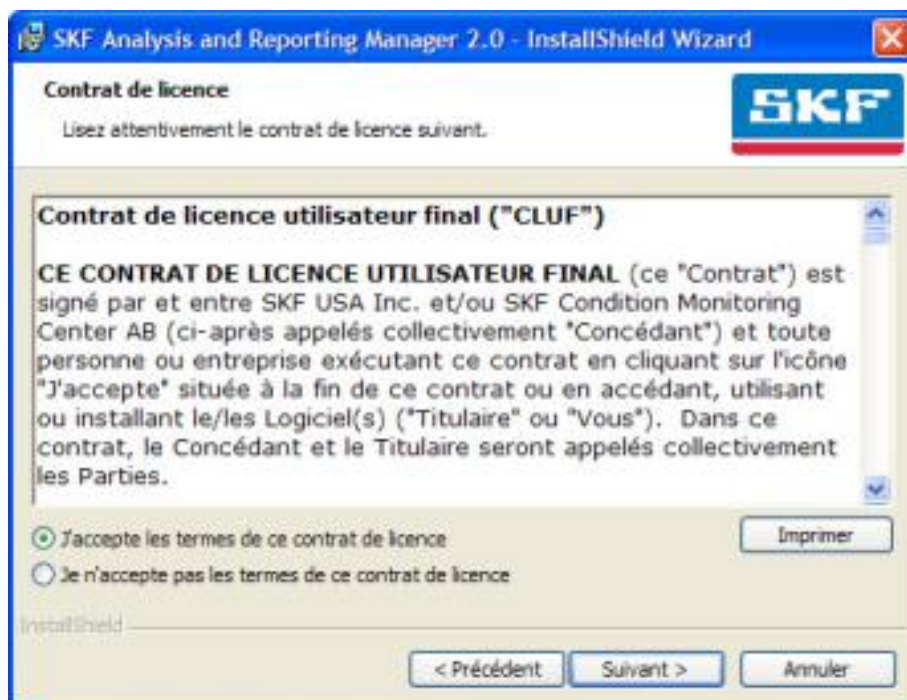 SKF Analysis and Reporting Manager 2.0 - InstallShield Wizard
Contrat de licence
Lisez attentivement le contrat de licence suivant.
SKF
Contrat de licence utilisateur final ("CLUF")
CE CONTRAT DE LICENCE UTILISATEUR FINAL (ce "Contrat") est
signé par et entre SKF USA Inc. et/ou SKF Condition Monitoring
Center AB (ci-après appelés collectivement "Concédant") et toute
personne ou entreprise exécutant ce contrat en cliquant sur l'icône
"J'accepte" située à la fin de ce contrat ou en accédant, utilisant
ou installant le/les Logiciel(s) ("Titulaire" ou "Vous").  Dans ce
contrat, le Concédant et le Titulaire seront appelés collectivement
les Parties.
J'accepte les termes de ce contrat de licence
Imprimer
Je n'accepte pas les termes de ce contrat de licence
InstallShield
< Précédent
Suivant >
Annuler